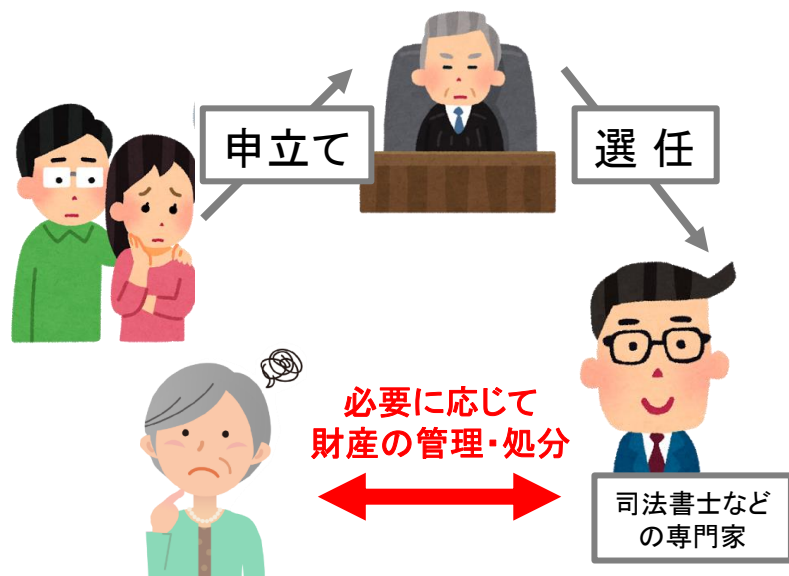 申立て
選 任
必要に応じて
財産の管理・処分
司法書士など
の専門家